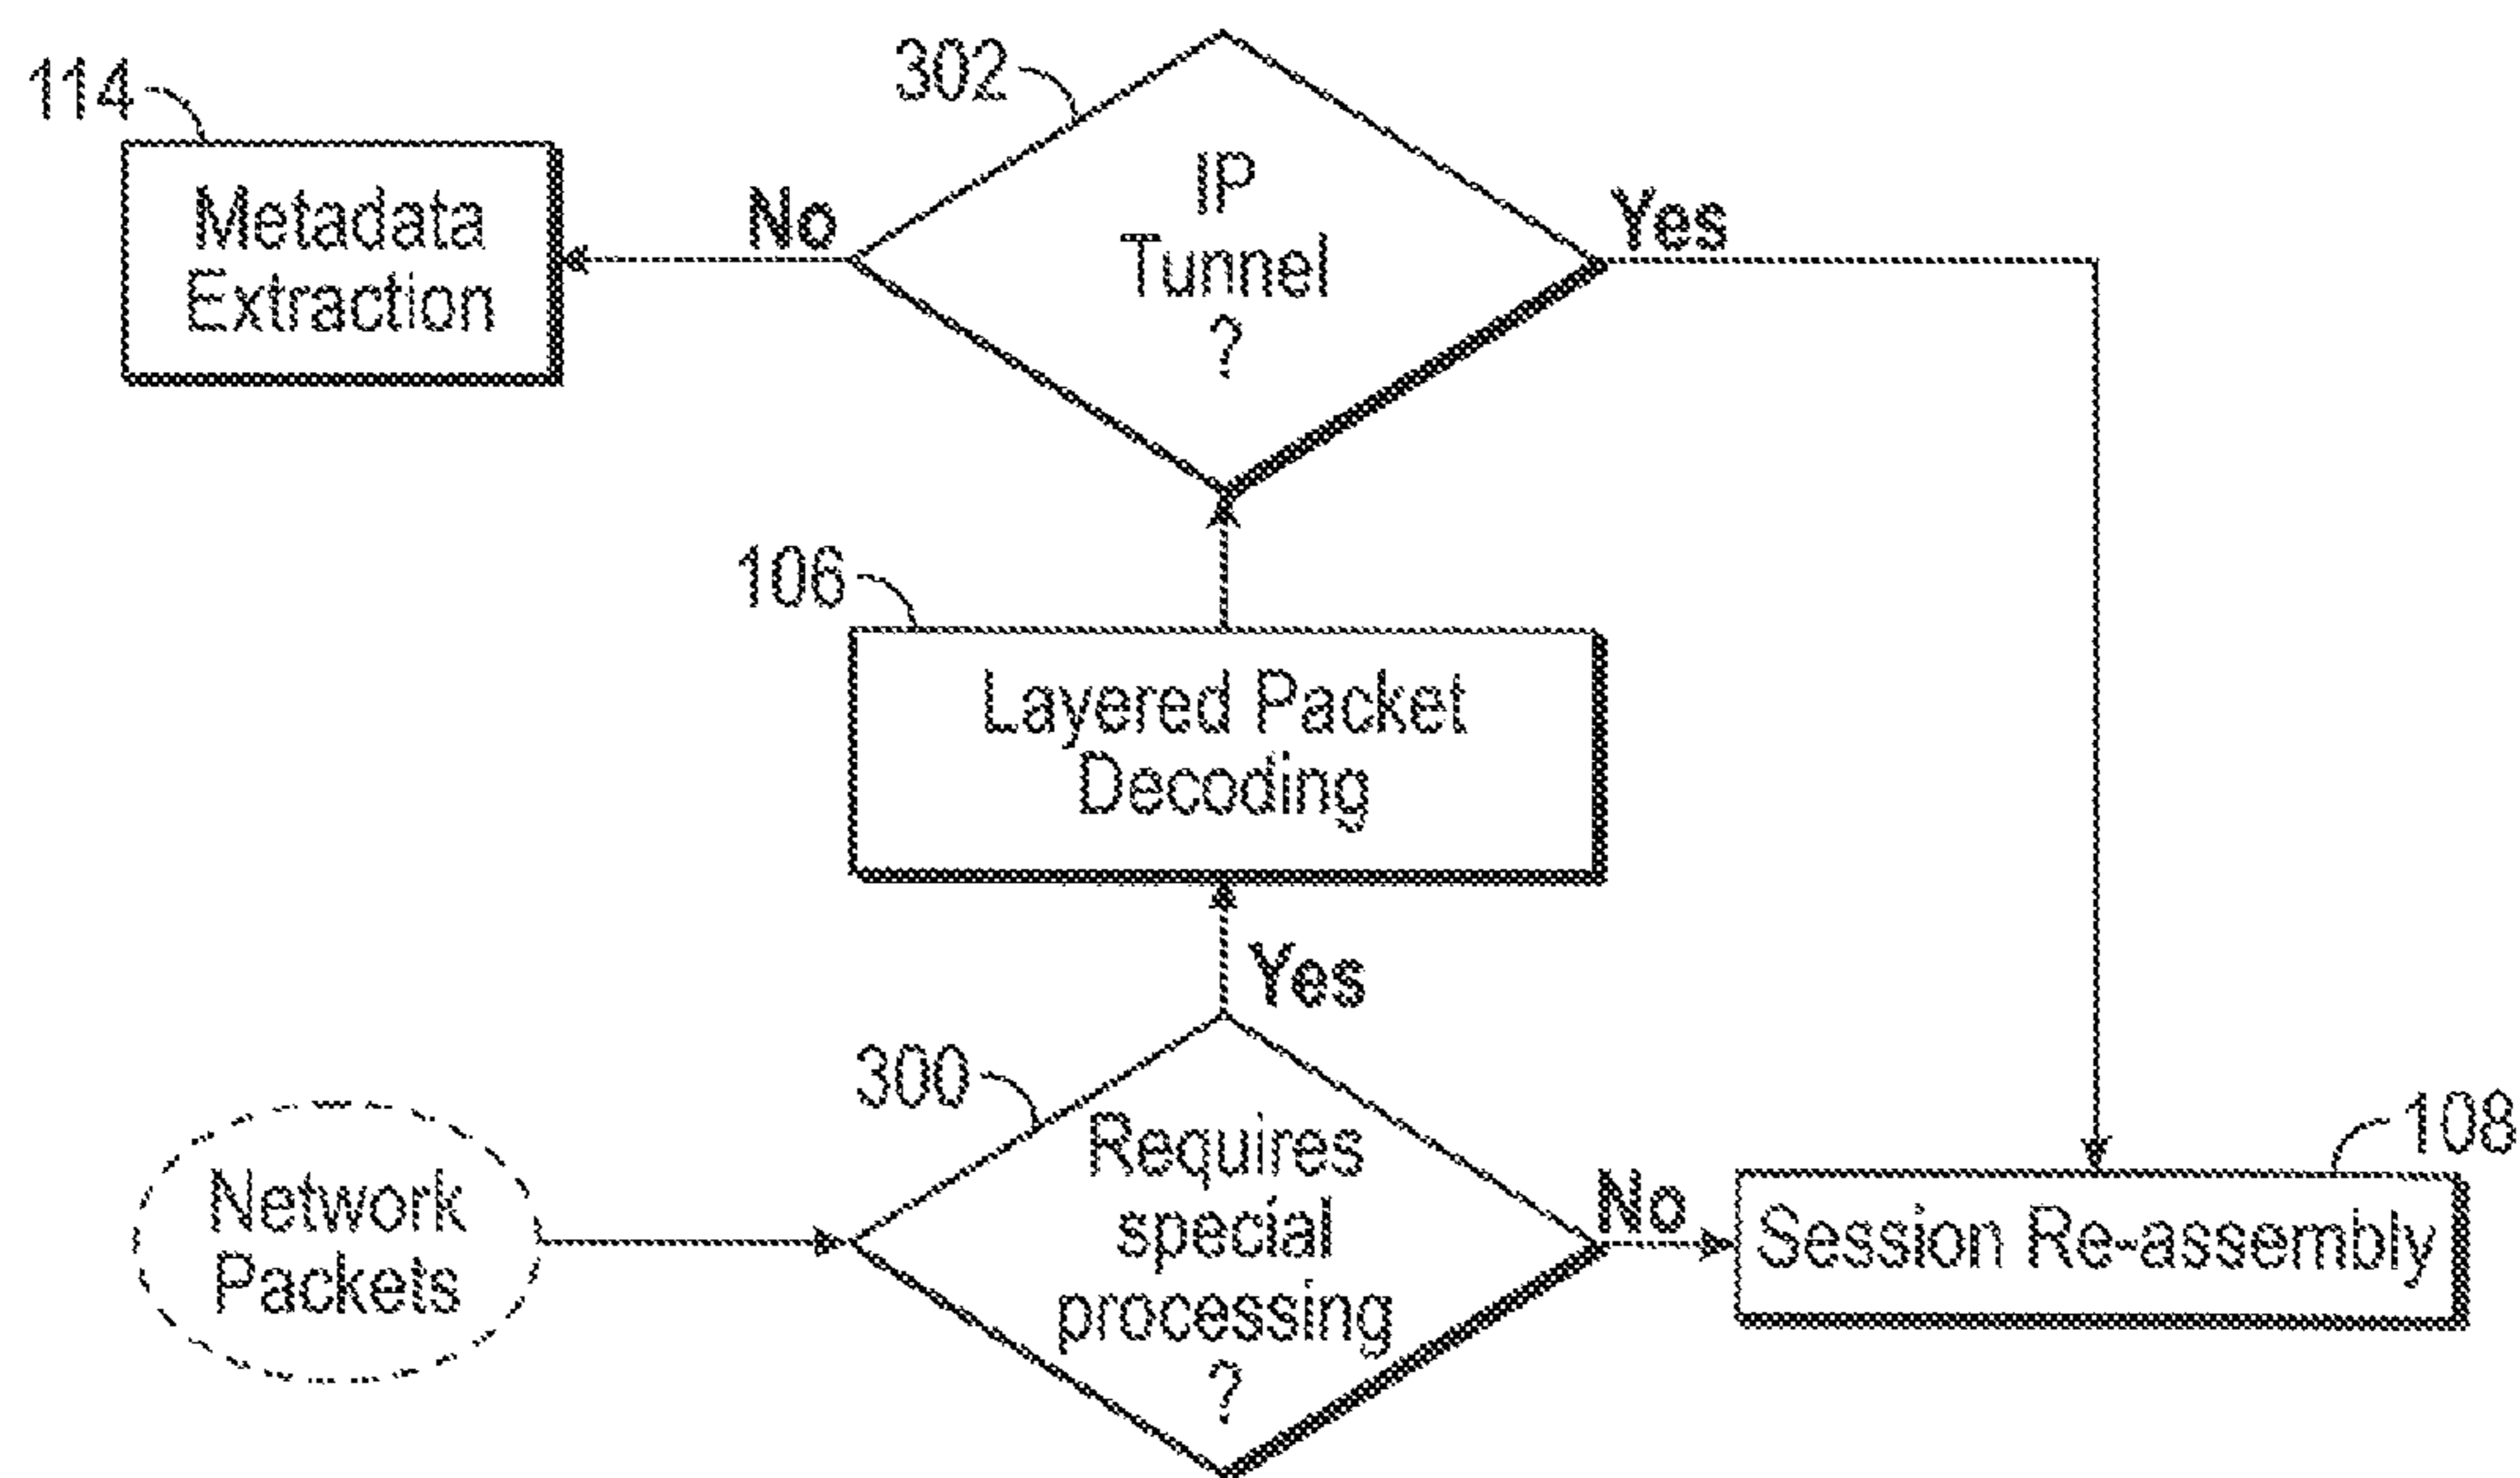 302
114
IP
Tunnel
?
No
Yes
Metadata
Extraction
106
Layered Packet
Decoding
Yes
300
Requires
special
processing
?
No
108
Network
Packets
Session Re-assembly